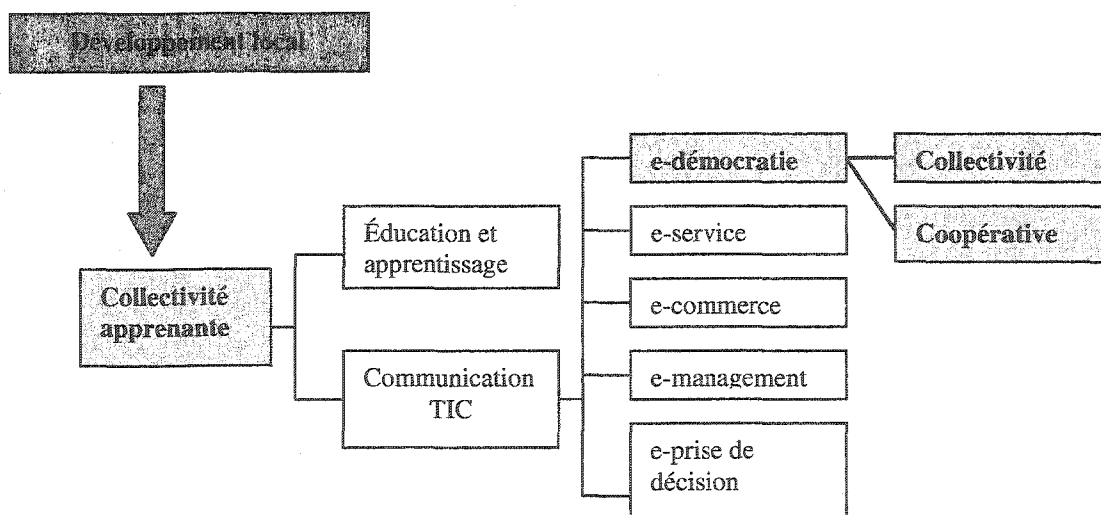 Développement local
e-démocratie
Collectivité
e-service
Coopérative
Éducation et
apprentissage
Collectivité
apprenante
e-commerce
Communication
TIC
e-management
e-prise de
décision